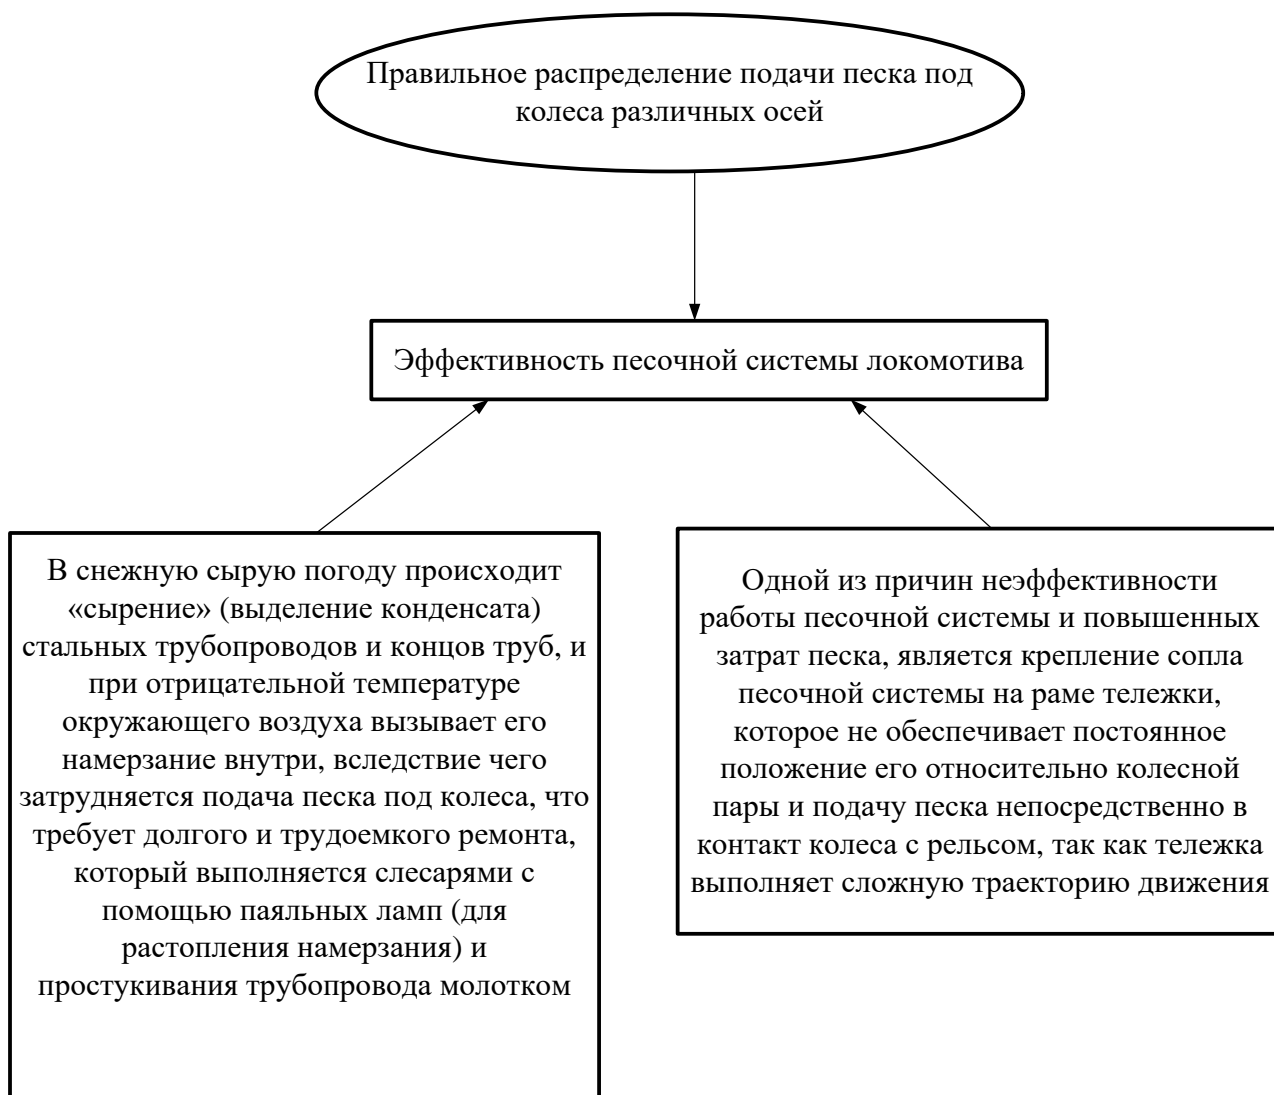 Правильное распределение подачи песка под
колеса различных осей
Эффективность песочной системы локомотива
В снежную сырую погоду происходит
«сырение» (выделение конденсата)
стальных трубопроводов и концов труб, и
при отрицательной температуре
окружающего воздуха вызывает его
намерзание внутри, вследствие чего
затрудняется подача песка под колеса, что
требует долгого и трудоемкого ремонта,
который выполняется слесарями с
помощью паяльных ламп (для
растопления намерзания) и
простукивания трубопровода молотком
Одной из причин неэффективности
работы песочной системы и повышенных
затрат песка, является крепление сопла
песочной системы на раме тележки,
которое не обеспечивает постоянное
положение его относительно колесной
пары и подачу песка непосредственно в
контакт колеса с рельсом, так как тележка
выполняет сложную траекторию движения